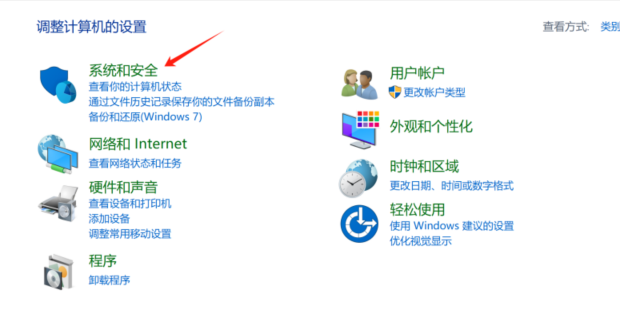 调整计算机的设置
查看方式: 类别
系统和安全
查看你的计算机状态
通过文件历史记录保存你的文件备份副本
备份和还原(Windows 7)
网络和 Internet
查看网络状态和任务
硬件和声音
查看设备和打印机
添加设备
调整常用移动设置
程序
卸载程序
用户帐户
更改帐户类型
外观和个性化
时钟和区域
更改日期、时间或数字格式
轻松使用
使用 Windows 建议的设置
优化视觉显示